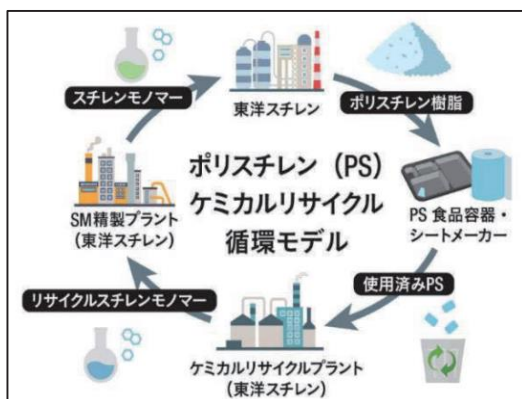 スチレンモノマー
東洋スチレン
ポリスチレン樹脂
ポリスチレン（PS）
ケミカルリサイクル
循環モデル
SM精製プラント
（東洋スチレン）
PS 食品容器・
シートメーカー
リサイクルスチレンモノマー
使用済みPS
ケミカルリサイクルプラント
（東洋スチレン）